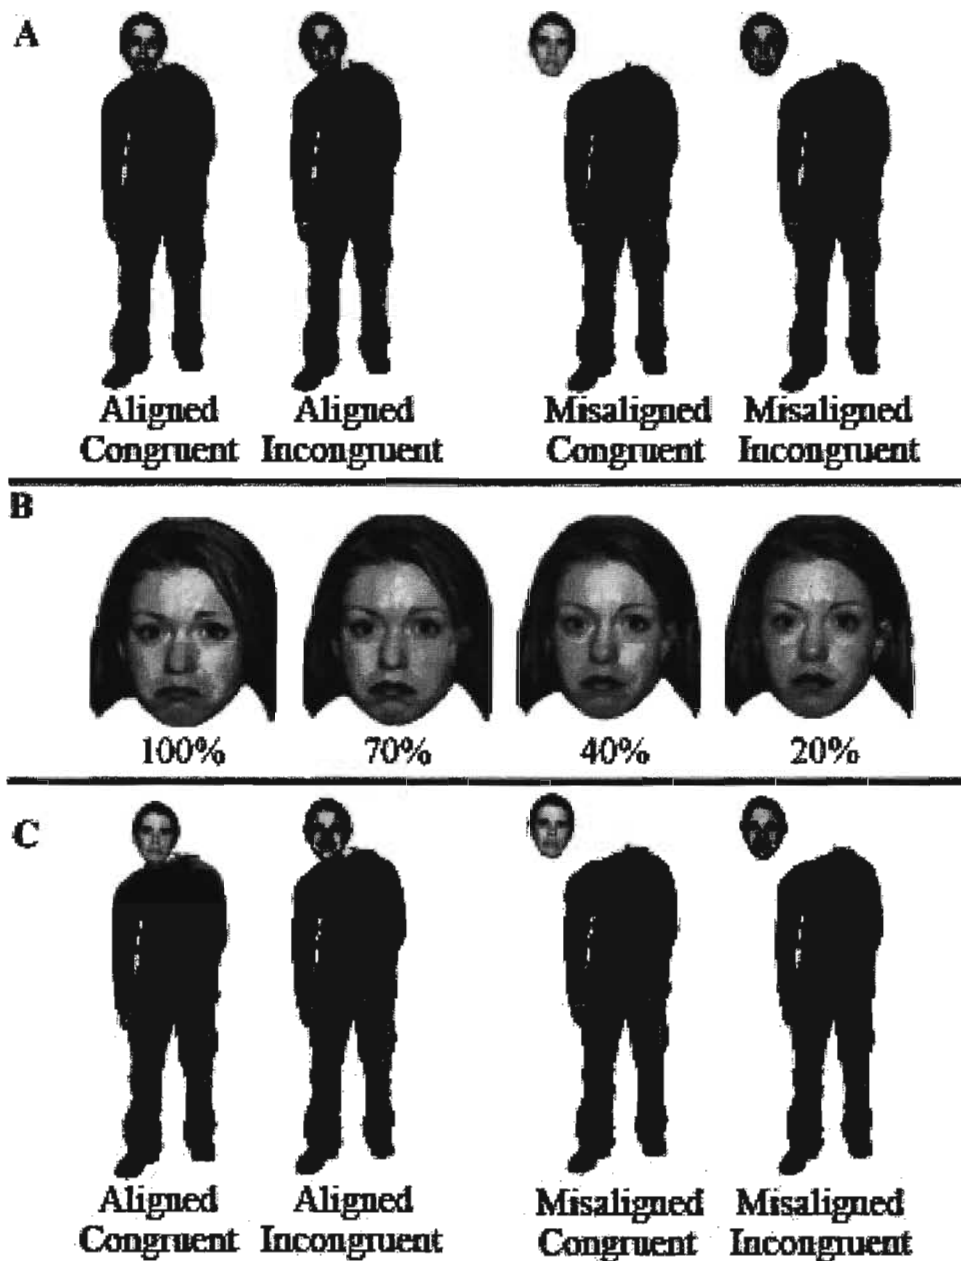 A
Aligned Aligned Misaligned Misaligned
Congruent Incongruent Congruent Incongruent
B
100% 70% 40% 20%
C
Aligned Aligned Misaligned Misaligned
Congruent Incongruent Congruent Incongruent